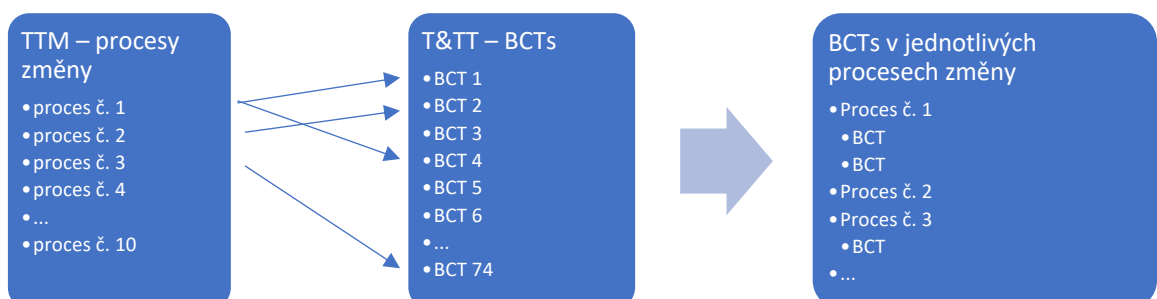 TTM – procesy
změny
•proces č. 1
•proces č. 2
•proces č. 3
•proces č. 4
•...
•proces č. 10
T&TT – BCTs
•BCT 1
•BCT 2
•BCT 3
•BCT 4
•BCT 5
•BCT 6
•...
•BCT 74
BCTs v jednotlivých
procesech změny
•Proces č. 1
•BCT
•BCT
•Proces č. 2
•Proces č. 3
•BCT
•...